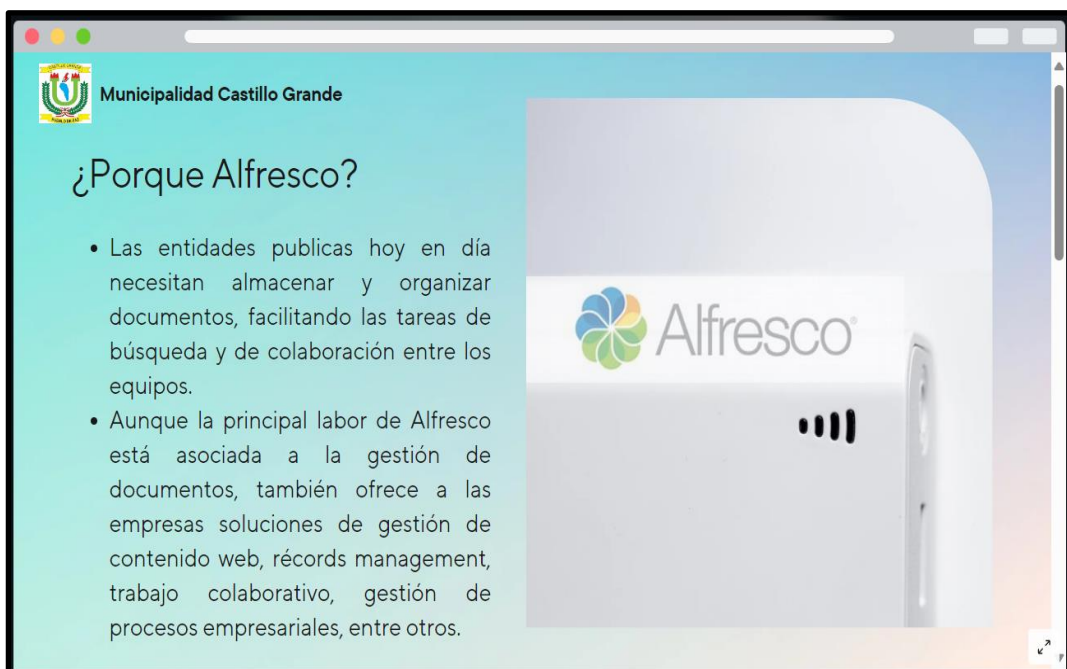 Municipalidad Castillo Grande
¿Porque Alfresco?
• Las entidades publicas hoy en día
necesitan almacenar y organizar
documentos, facilitando las tareas de
búsqueda y de colaboración entre los
equipos.
• Aunque la principal labor de Alfresco
está asociada a la gestión de
documentos, también ofrece a las
empresas soluciones de gestión de
contenido web, récords management,
trabajo colaborativo, gestión de
procesos empresariales, entre otros.
Alfresco